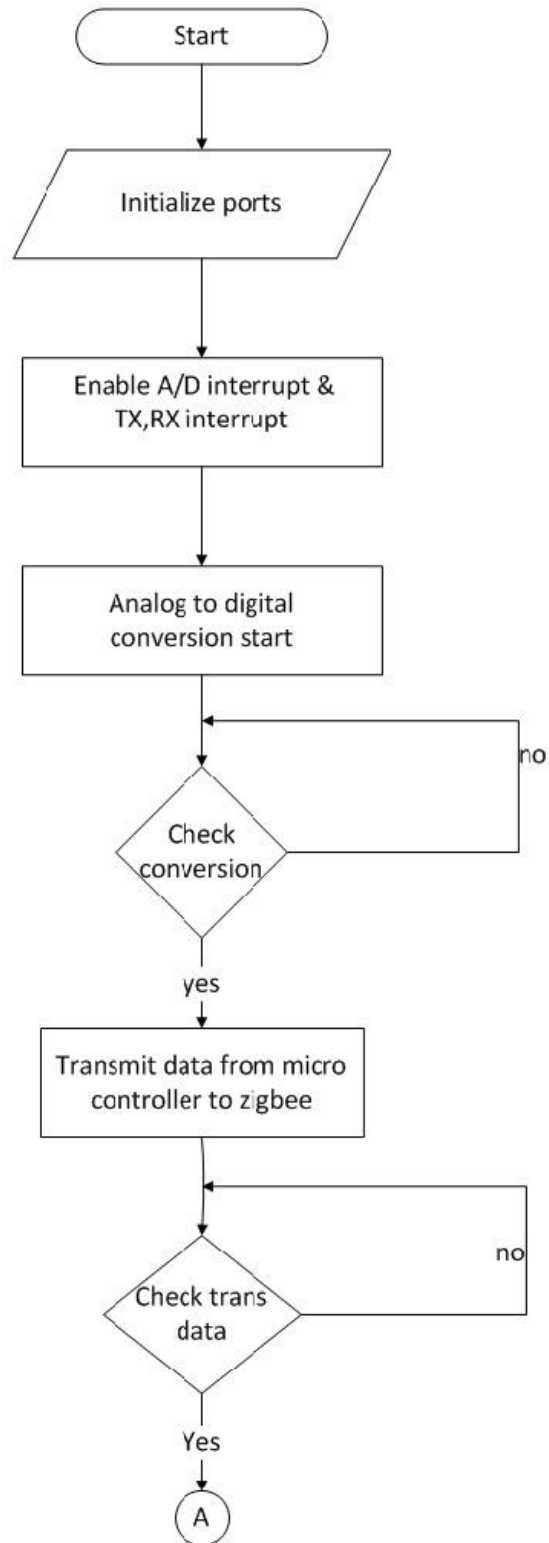 Start
Initialize ports
Enable A/D interrupt &
TX,RX interrupt
Analog to digital
conversion start
no
Check
conversion
yes
Transmit data from micro
controller to zigbee
no
Check trans
data
Yes
A